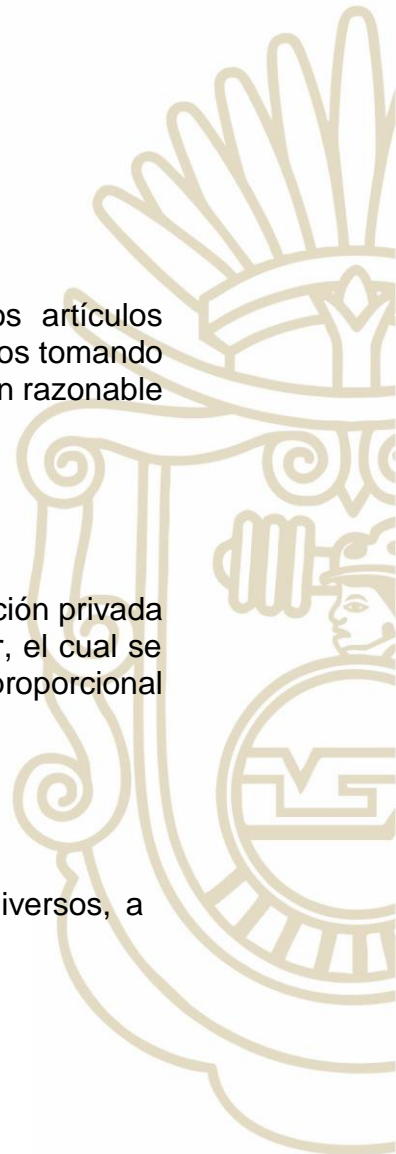 os artículos
os tomando
n razonable
ción privada
r, el cual se
proporcional
iversos, a